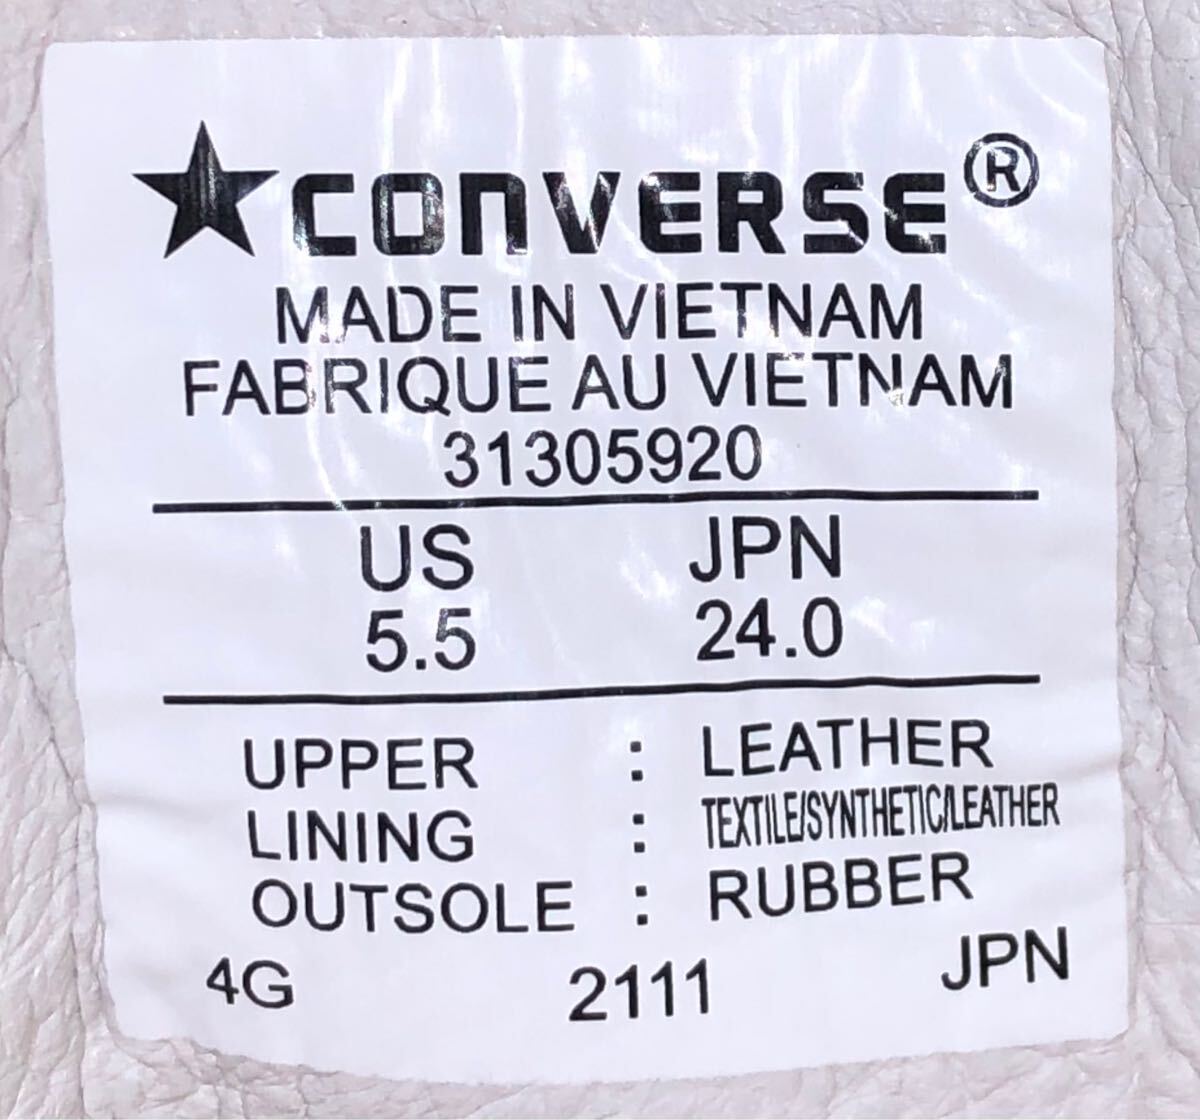 ★CONVERSE®
MADE IN VIETNAM
FABRIQUE AU VIETNAM
31305920
US JPN
5.5 24.0
UPPER : LEATHER
LINING : TEXTILE/SYNTHETIC/LEATHER
OUTSOLE : RUBBER
4G 2111 JPN